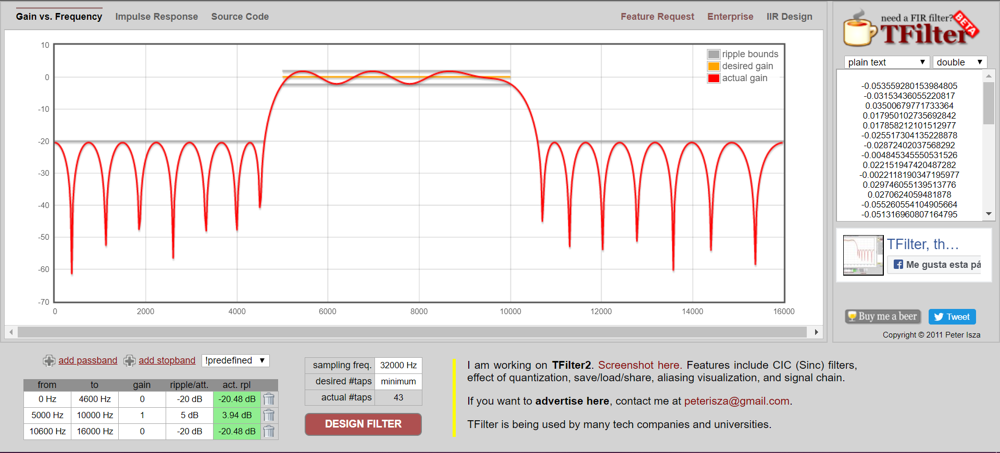 Gain vs. Frequency Impulse Response Source Code Feature Request Enterprise IIR Design
10
0
-10
-20
-30
-40
-50
-60
-70
0 2000 4000 6000 8000 10000 12000 14000 16000
ripple bounds
desired gain
actual gain
need a FIR filter?
TFilter
BETA
plain text ▼ double ▼
-0.053559280153984805
-0.03153436055220817
0.03500679771733364
0.017950102735692842
0.017858212101512977
-0.025517304135228878
-0.02872402037568292
-0.004845345550531526
0.022151947420487282
-0.0022118190347195977
0.029746055139513776
0.0270624059481878
-0.055260554104905664
-0.051316960807164795
TFilter, th…
Me gusta esta pá
Buy me a beer Tweet
Copyright © 2011 Peter Isza
add passband add stopband !predefined ▼
from to gain ripple/att. act. rpl
0 Hz 4600 Hz 0 -20 dB -20.48 dB
5000 Hz 10000 Hz 1 5 dB 3.94 dB
10600 Hz 16000 Hz 0 -20 dB -20.48 dB
sampling freq. 32000 Hz
desired #taps minimum
actual #taps 43
DESIGN FILTER
I am working on TFilter2. Screenshot here. Features include CIC (Sinc) filters,
effect of quantization, save/load/share, aliasing visualization, and signal chain.
If you want to advertise here, contact me at peterisza@gmail.com.
TFilter is being used by many tech companies and universities.